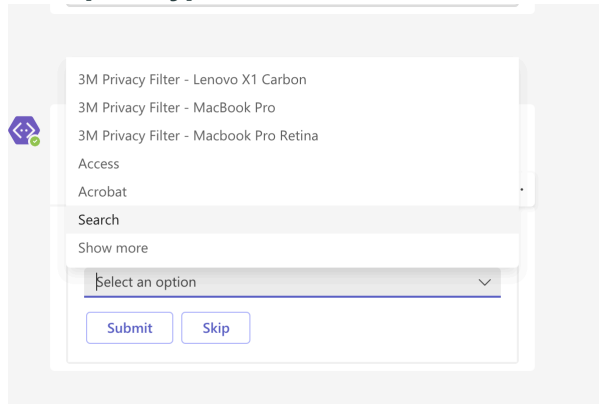 3M Privacy Filter - Lenovo X1 Carbon
3M Privacy Filter - MacBook Pro
3M Privacy Filter - Macbook Pro Retina
Access
Acrobat
Search
Show more
Select an option
Submit Skip